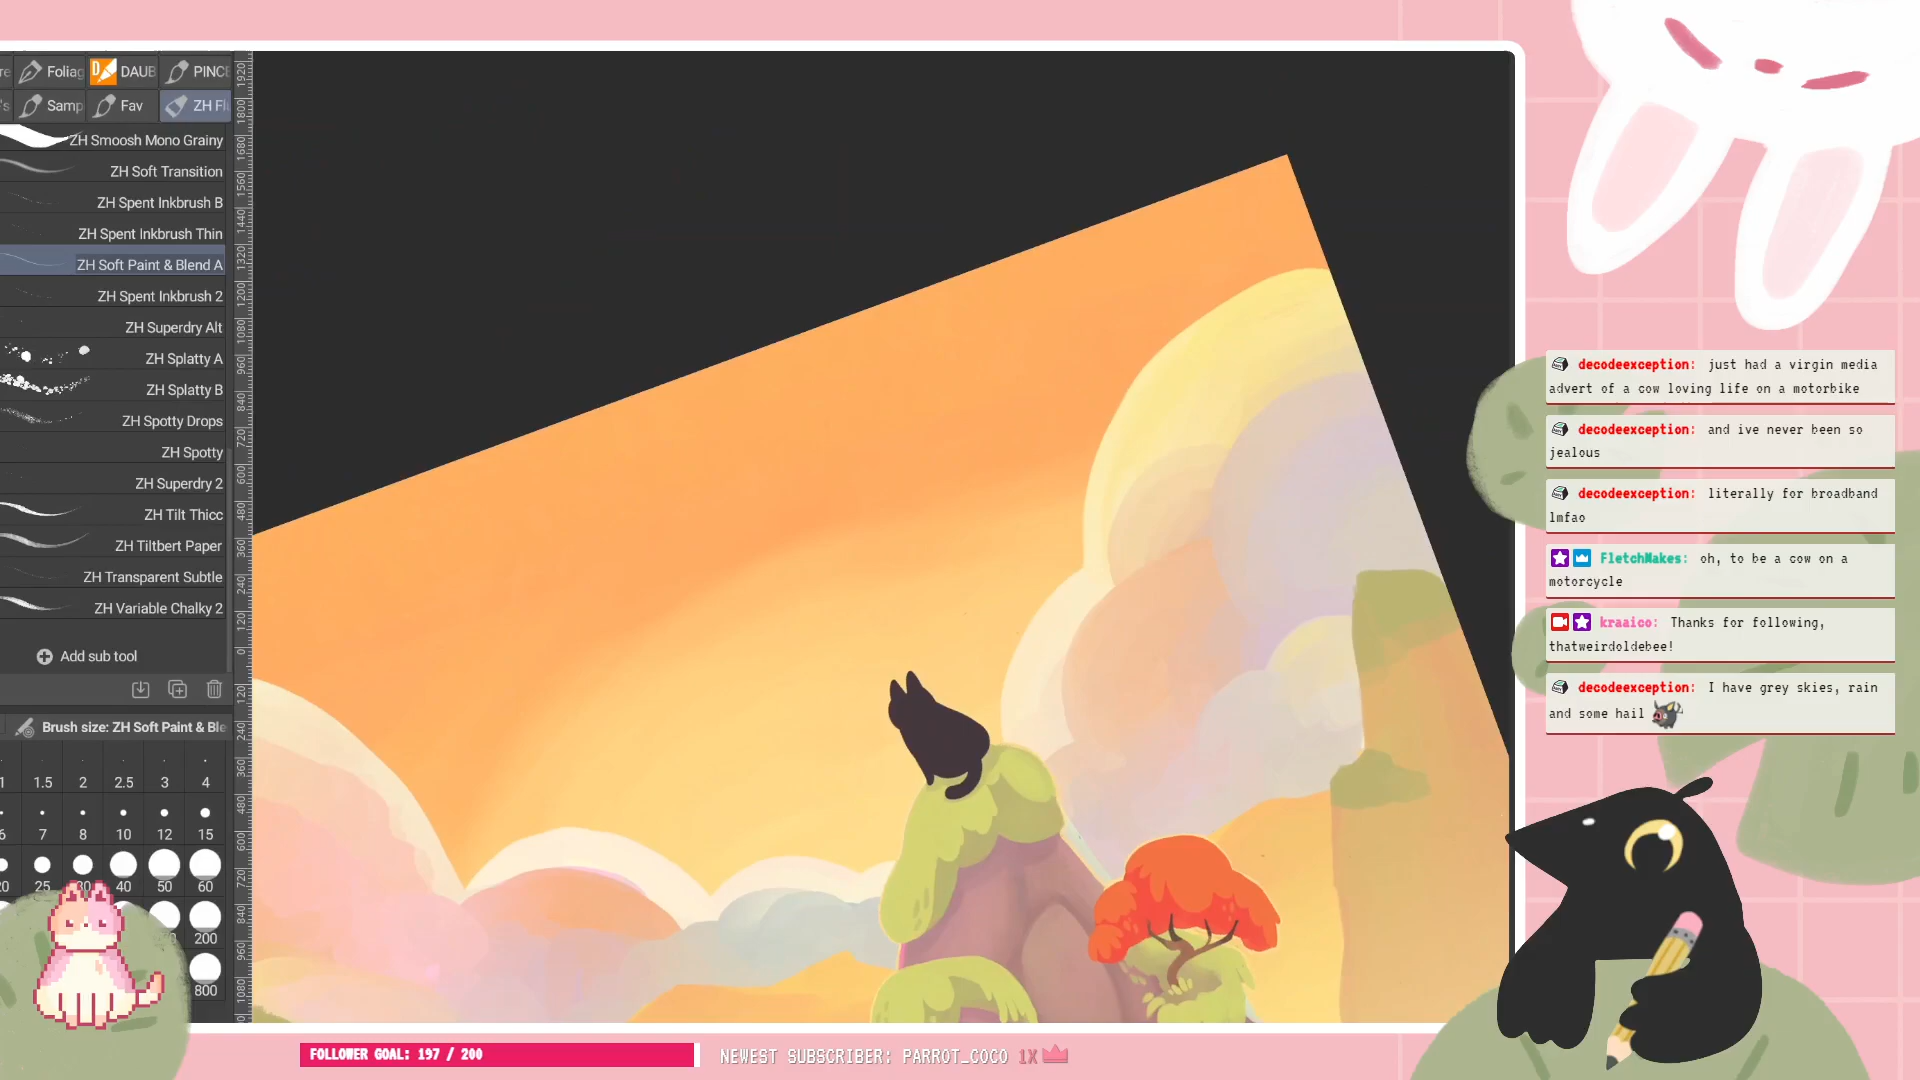 Foliag DAUB PINCE
Samp Fav ZH Fl
ZH Smoosh Mono Grainy
ZH Soft Transition
ZH Spent Inkbrush B
ZH Spent Inkbrush Thin
ZH Soft Paint & Blend A
ZH Spent Inkbrush 2
ZH Superdry Alt
ZH Splatty A
ZH Splatty B
ZH Spotty Drops
ZH Spotty
ZH Superdry 2
ZH Tilt Thicc
ZH Tiltbert Paper
ZH Transparent Subtle
ZH Variable Chalky 2
Add sub tool
Brush size: ZH Soft Paint & Ble
1 1.5 2 2.5 3 4
6 7 8 10 12 15
20 25 30 40 50 60
200
800
decodeexception: just had a virgin media
advert of a cow loving life on a motorbike
decodeexception: and ive never been so
jealous
decodeexception: literally for broadband
lmfao
FletchMakes: oh, to be a cow on a
motorcycle
kraaico: Thanks for following,
thatweirdoldebee!
decodeexception: I have grey skies, rain
and some hail
FOLLOWER GOAL: 197 / 200
NEWEST SUBSCRIBER: PARROT_COCO 1X